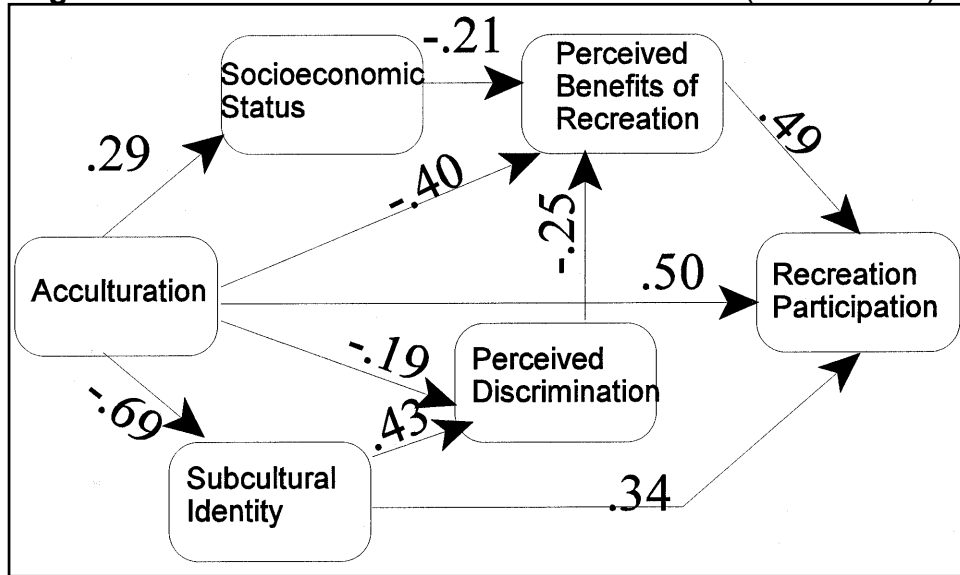 -.21
Socioeconomic
Status
Perceived
Benefits of
Recreation
.49
.29
-.40
-.25
Acculturation
.50
Recreation
Participation
-.19
Perceived
Discrimination
-.69
.43
Subcultural
Identity
.34